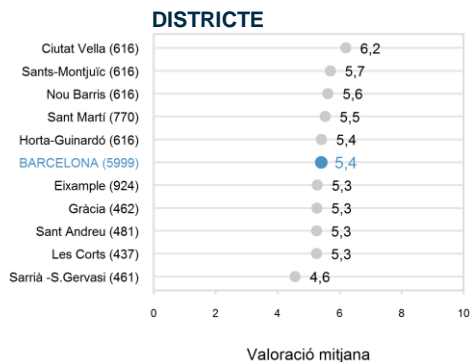 DISTRICTE
Ciutat Vella (616) 6,2
Sants-Montjuïc (616) 5,7
Nou Barris (616) 5,6
Sant Martí (770) 5,5
Horta-Guinardó (616) 5,4
BARCELONA (5999) 5,4
Eixample (924) 5,3
Gràcia (462) 5,3
Sant Andreu (481) 5,3
Les Corts (437) 5,3
Sarrià -S.Gervasi (461) 4,6
0 2 4 6 8 10
Valoració mitjana